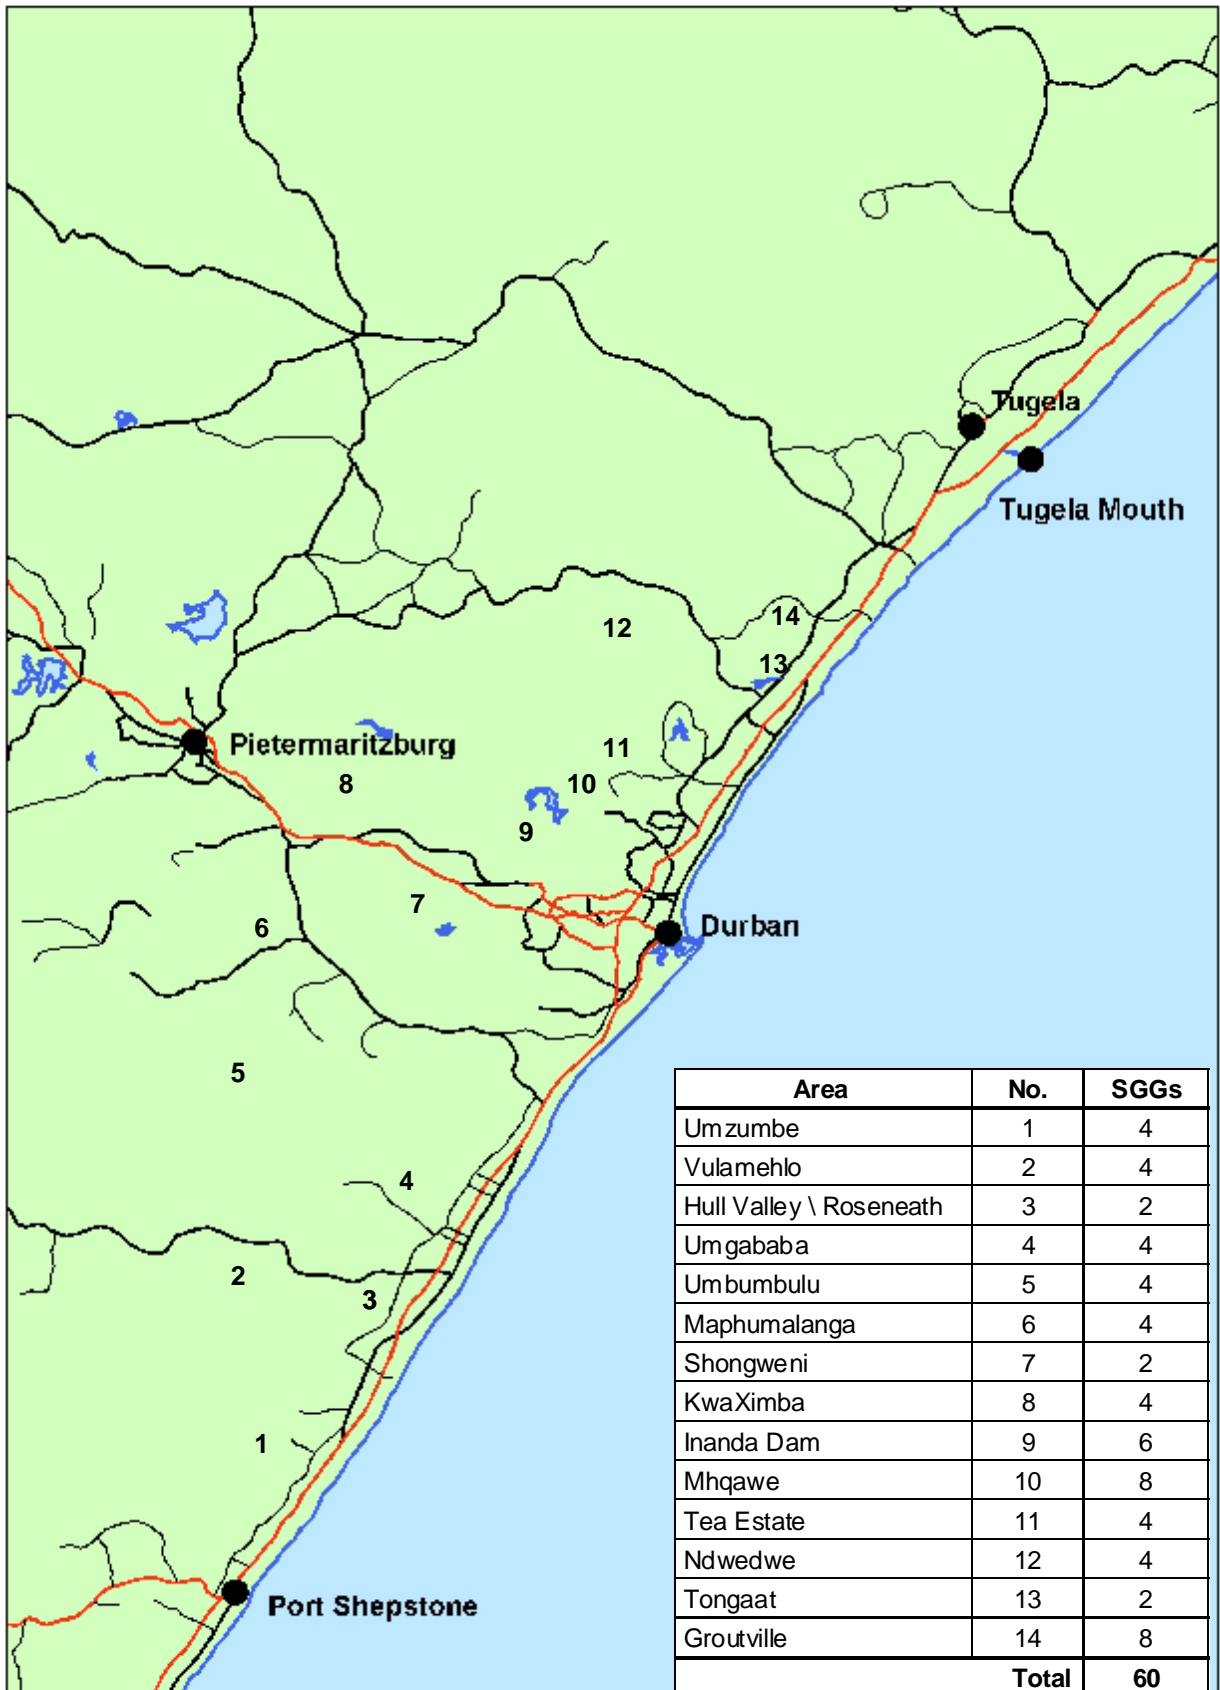 Tugela
Tugela Mouth
14
12
13
Pietermaritzburg
11
8
10
9
7
6
Durban
5
4
2
3
1
Port Shepstone
Area No. SGGs
Umzumbe 1 4
Vulamehlo 2 4
Hull Valley \ Roseneath 3 2
Umgababa 4 4
Umbumbulu 5 4
Maphumalanga 6 4
Shongweni 7 2
KwaXimba 8 4
Inanda Dam 9 6
Mhqawe 10 8
Tea Estate 11 4
Ndwedwe 12 4
Tongaat 13 2
Groutville 14 8
Total 60